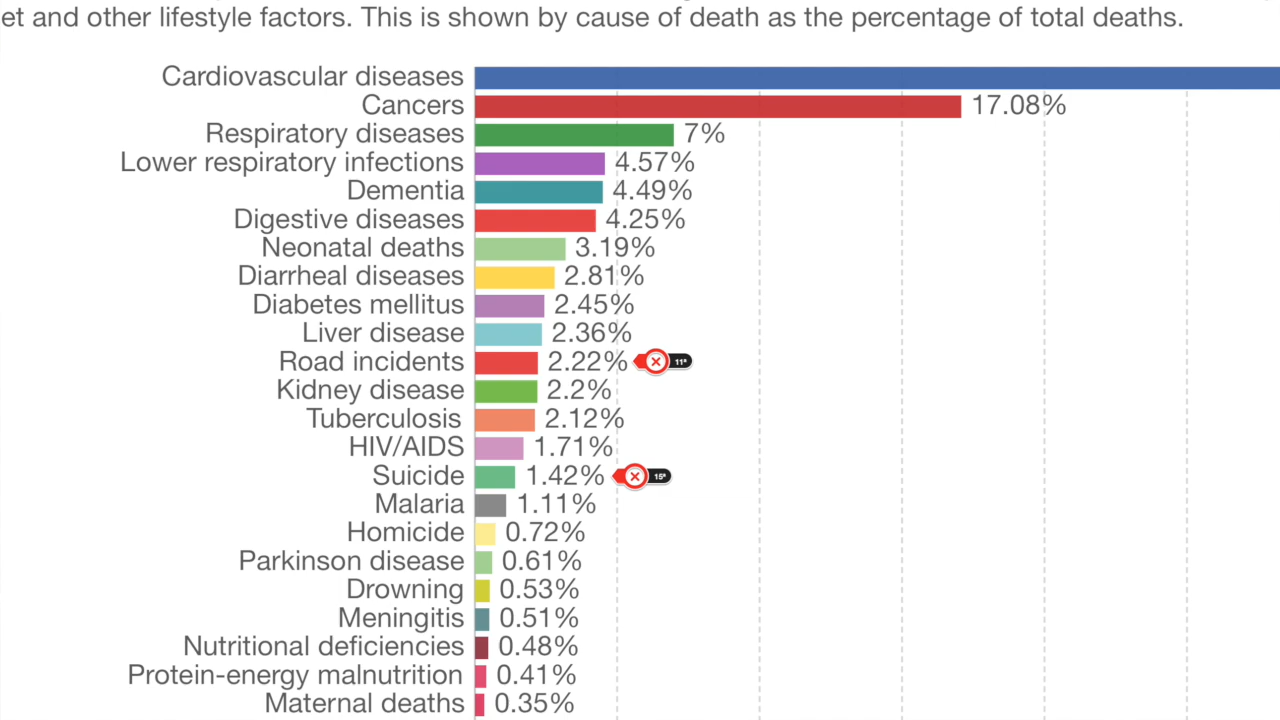 et and other lifestyle factors. This is shown by cause of death as the percentage of total deaths.
Cardiovascular diseases
Cancers 17.08%
Respiratory diseases 7%
Lower respiratory infections 4.57%
Dementia 4.49%
Digestive diseases 4.25%
Neonatal deaths 3.19%
Diarrheal diseases 2.81%
Diabetes mellitus 2.45%
Liver disease 2.36%
Road incidents 2.22% 11ª
Kidney disease 2.2%
Tuberculosis 2.12%
HIV/AIDS 1.71%
Suicide 1.42% 15ª
Malaria 1.11%
Homicide 0.72%
Parkinson disease 0.61%
Drowning 0.53%
Meningitis 0.51%
Nutritional deficiencies 0.48%
Protein-energy malnutrition 0.41%
Maternal deaths 0.35%